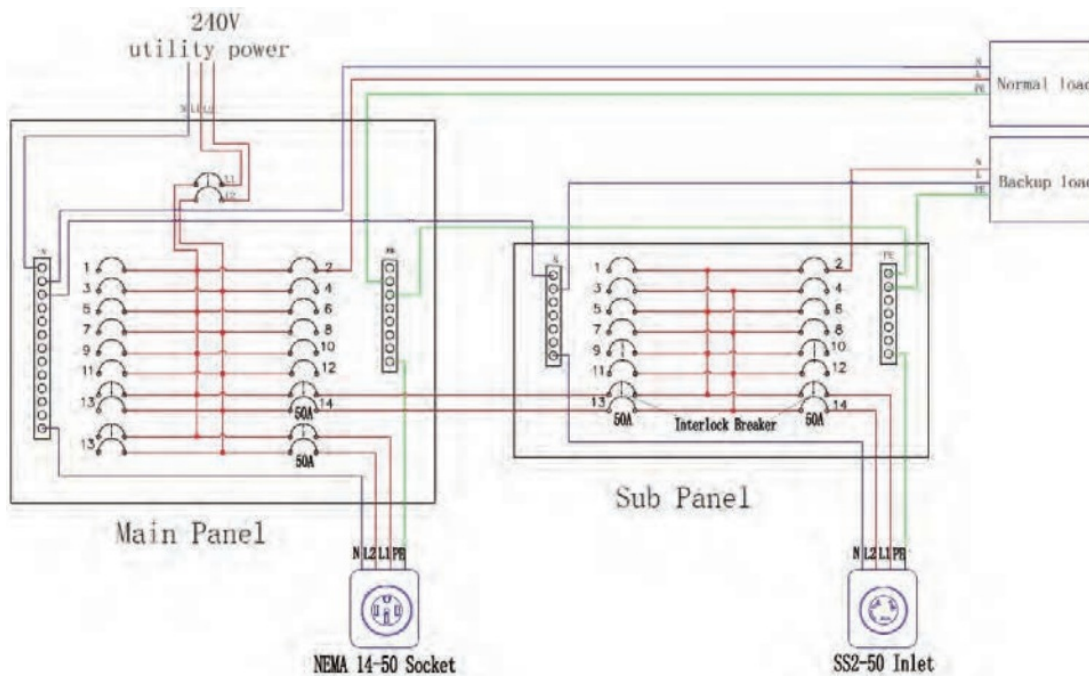 240V
utility power
N L1 L2
N
L
PE
Normal load
N
L
PE
Backup load
L1
L2
N
PE
1 2
3 4
5 6
7 8
9 10
11 12
13 14
50A
13
50A
Main Panel
N
PE
1 2
3 4
5 6
7 8
9 10
11 12
13 14
50A Interlock Breaker 50A
Sub Panel
N L2 L1 PE
NEMA 14-50 Socket
N L2 L1 PE
SS2-50 Inlet